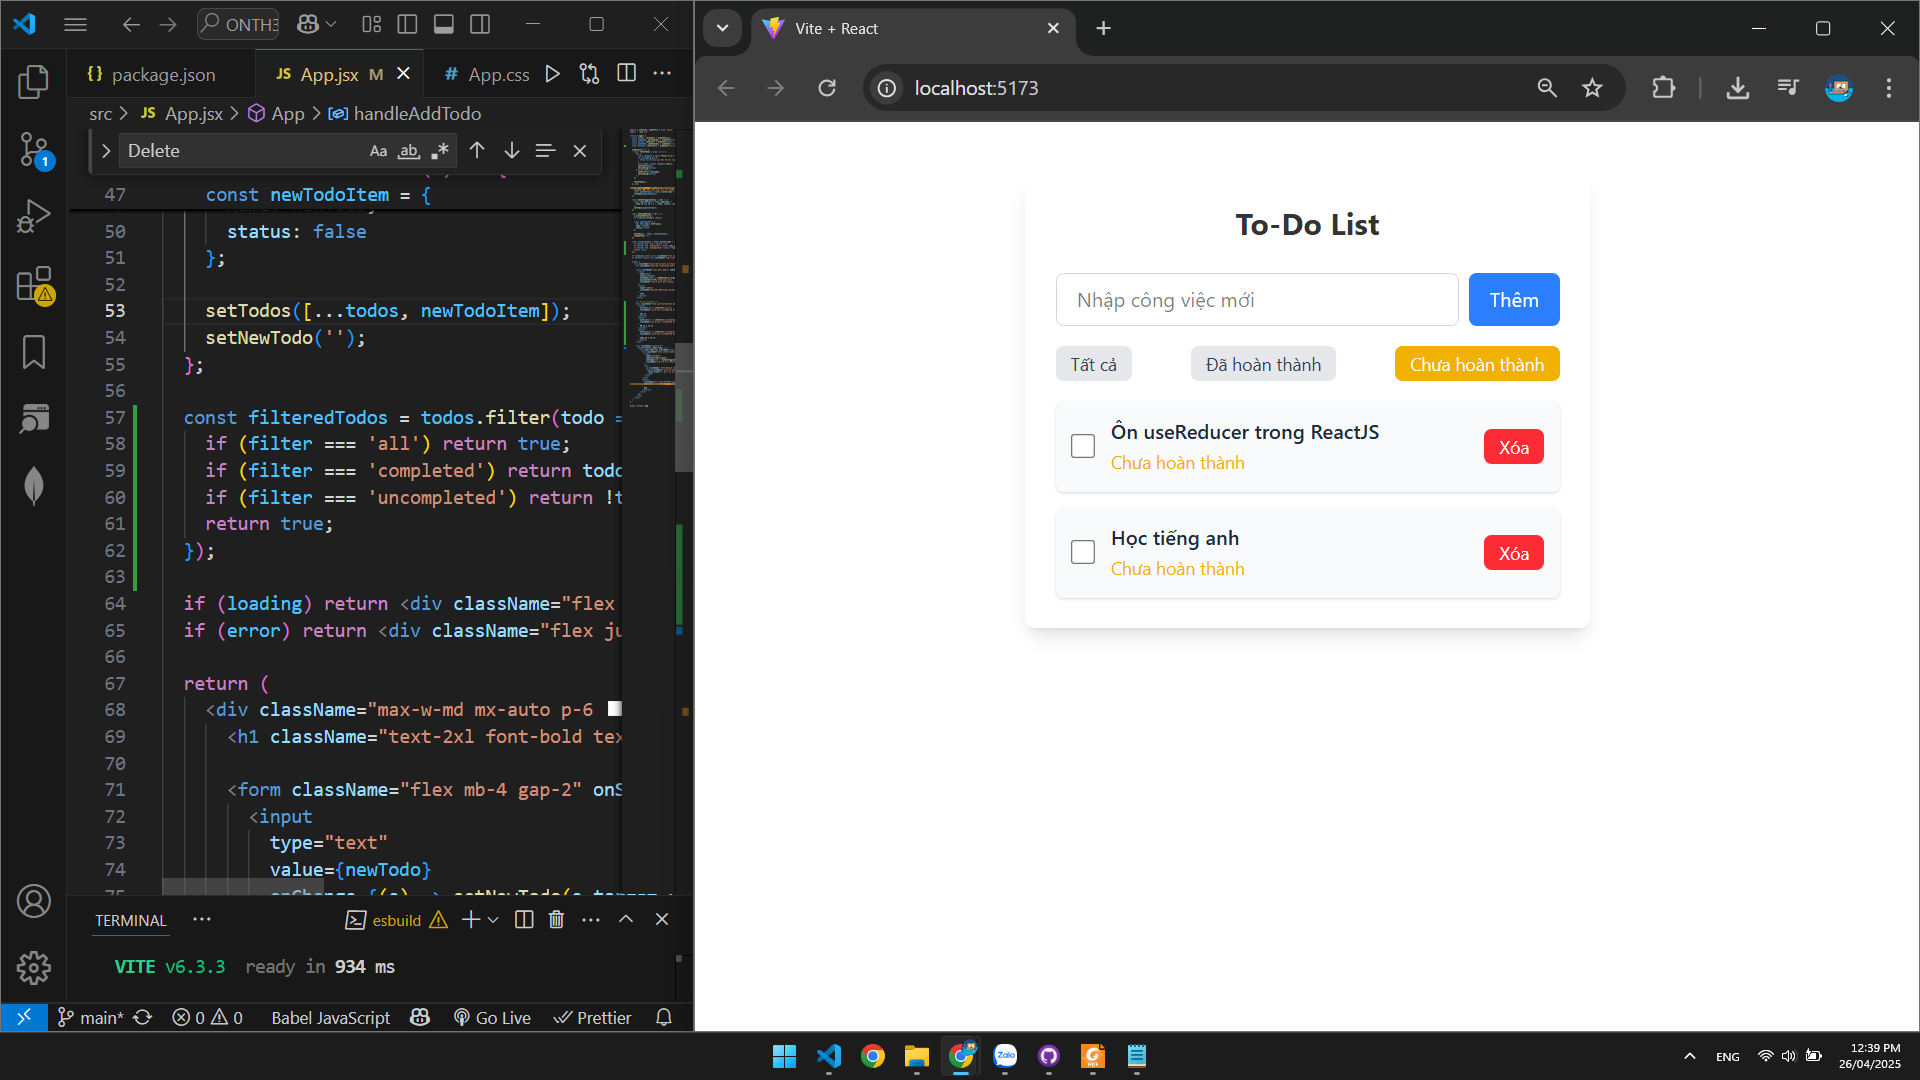 ONTH3
package.json
JS App.jsx M
# App.css
src > JS App.jsx > App > handleAddTodo
Delete
Aa ab
47 const newTodoItem = {
50 status: false
51 };
52
53 setTodos([...todos, newTodoItem]);
54 setNewTodo('');
55 };
56
57 const filteredTodos = todos.filter(todo =
58 if (filter === 'all') return true;
59 if (filter === 'completed') return todo
60 if (filter === 'uncompleted') return !t
61 return true;
62 });
63
64 if (loading) return <div className="flex
65 if (error) return <div className="flex ju
66
67 return (
68 <div className="max-w-md mx-auto p-6
69 <h1 className="text-2xl font-bold tex
70
71 <form className="flex mb-4 gap-2" onS
72 <input
73 type="text"
74 value={newTodo}
TERMINAL
esbuild
VITE v6.3.3 ready in 934 ms
main* 0 0 Babel JavaScript Go Live Prettier
Vite + React
localhost:5173
To-Do List
Nhập công việc mới
Thêm
Tất cả
Đã hoàn thành
Chưa hoàn thành
Ôn useReducer trong ReactJS
Chưa hoàn thành
Xóa
Học tiếng anh
Chưa hoàn thành
Xóa
Zalo
PDF
ENG
12:39 PM
26/04/2025